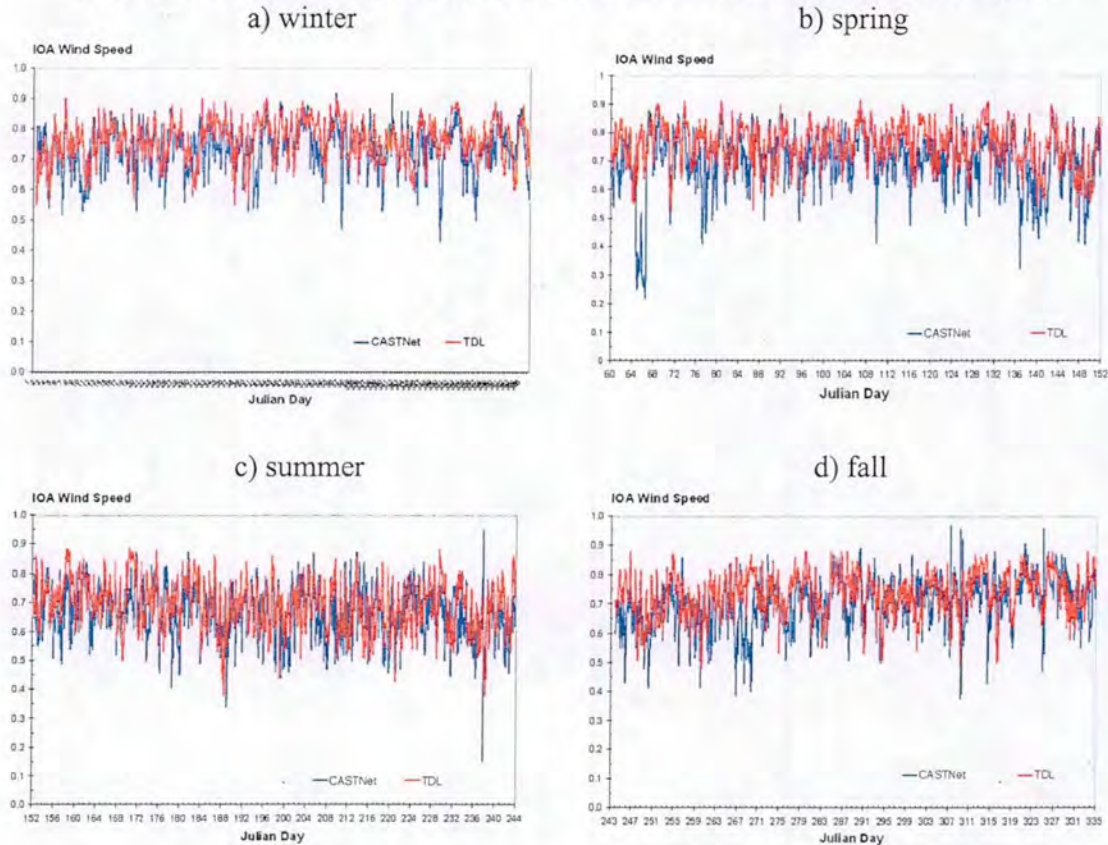 a) winter
IOA Wind Speed
1.0
0.9
0.8
0.7
0.6
0.5
0.4
0.3
0.2
0.1
0.0
CASTNet TDL
Julian Day
b) spring
IOA Wind Speed
1
0.9
0.8
0.7
0.6
0.5
0.4
0.3
0.2
0.1
0
CASTNet TDL
60 64 68 72 76 80 84 88 92 96 100 104 108 112 116 120 124 128 132 136 140 144 148 152
Julian Day
c) summer
IOA Wind Speed
1.0
0.9
0.8
0.7
0.6
0.5
0.4
0.3
0.2
0.1
0.0
CASTNet TDL
152 156 160 164 168 172 176 180 184 188 192 196 200 204 208 212 216 220 224 228 232 236 240 244
Julian Day
d) fall
IOA Wind Speed
1.0
0.9
0.8
0.7
0.6
0.5
0.4
0.3
0.2
0.1
0.0
CASTNet TDL
243 247 251 255 259 263 267 271 275 279 283 287 291 295 299 303 307 311 315 319 323 327 331 335
Julian Day